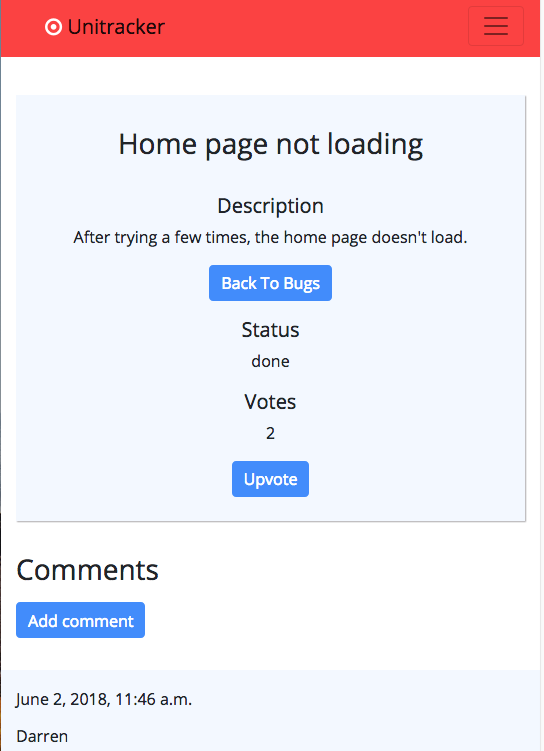 Unitracker
Home page not loading
Description
After trying a few times, the home page doesn't load.
Back To Bugs
Status
done
Votes
2
Upvote
Comments
Add comment
June 2, 2018, 11:46 a.m.
Darren